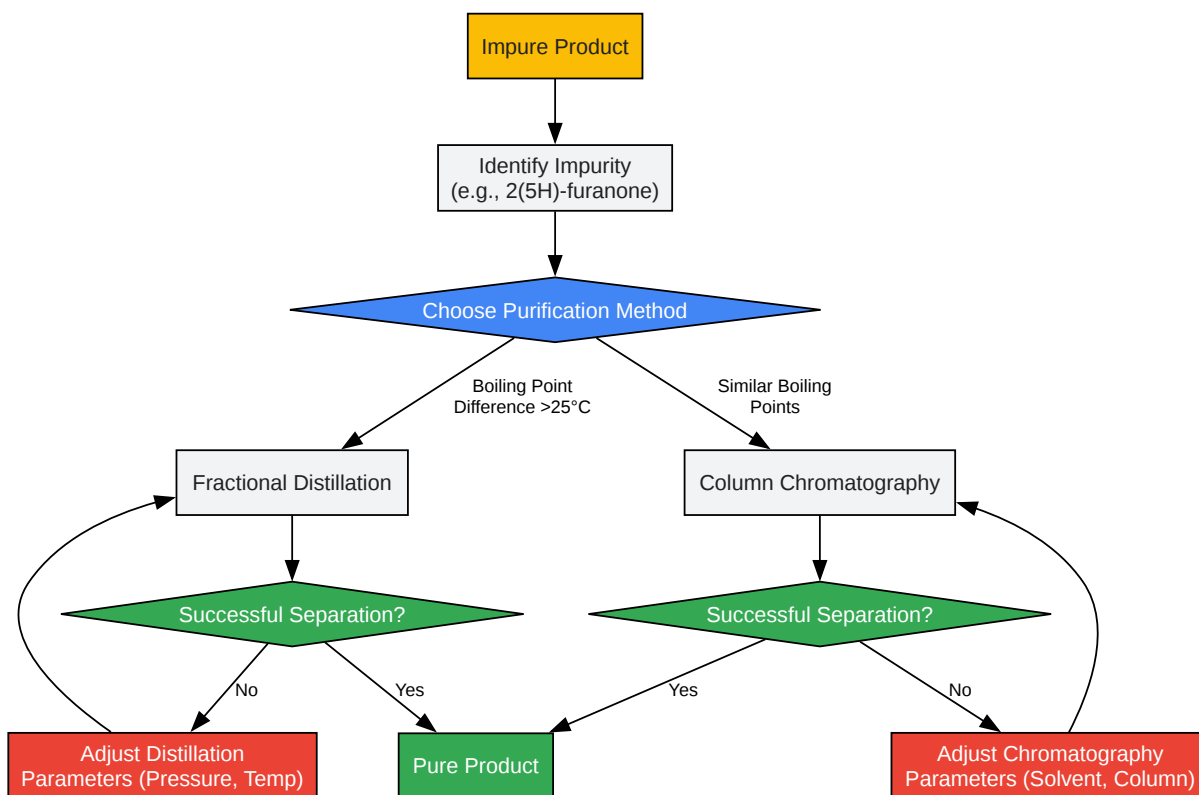 Impure Product
Identify Impurity
(e.g., 2(5H)-furanone)
Choose Purification Method
Boiling Point
Difference >25°C
Similar Boiling
Points
Fractional Distillation
Column Chromatography
Successful Separation?
Successful Separation?
No
Yes
Yes
No
Adjust Distillation
Parameters (Pressure, Temp)
Pure Product
Adjust Chromatography
Parameters (Solvent, Column)